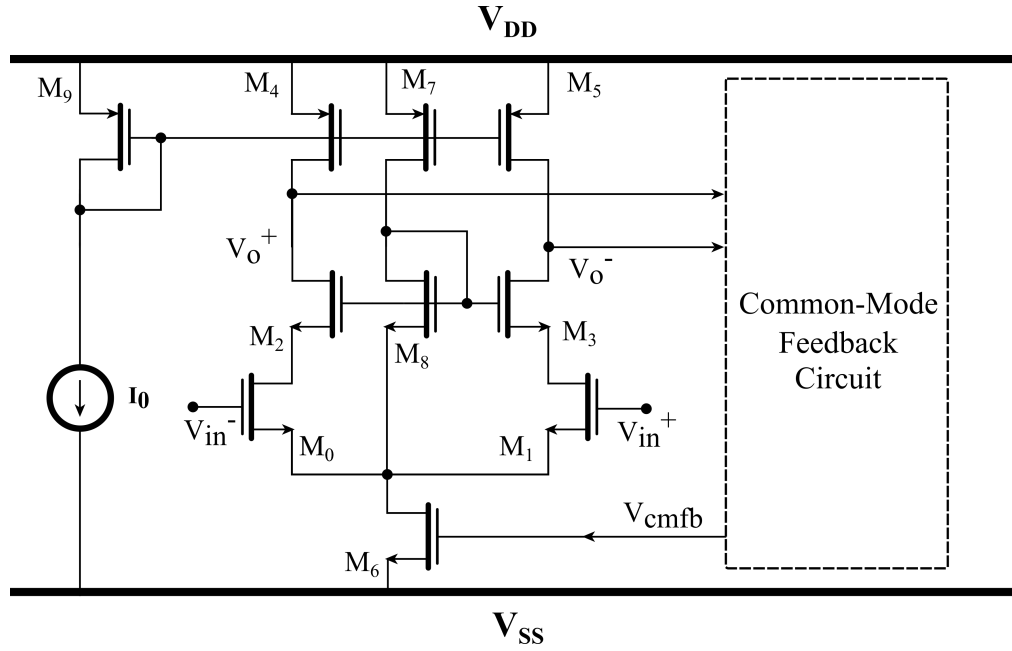 V_DD
M_9
M_4
M_7
M_5
V_o^+
V_o^-
Common-Mode
Feedback
Circuit
M_2
M_8
M_3
I_0
V_in^-
M_0
M_1
V_in^+
V_cmfb
M_6
V_SS